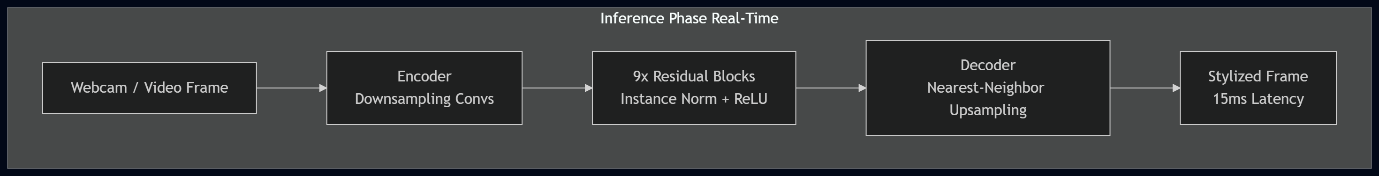 Inference Phase Real-Time
Webcam / Video Frame
Encoder
Downsampling Convs
9x Residual Blocks
Instance Norm + ReLU
Decoder
Nearest-Neighbor
Upsampling
Stylized Frame
15ms Latency